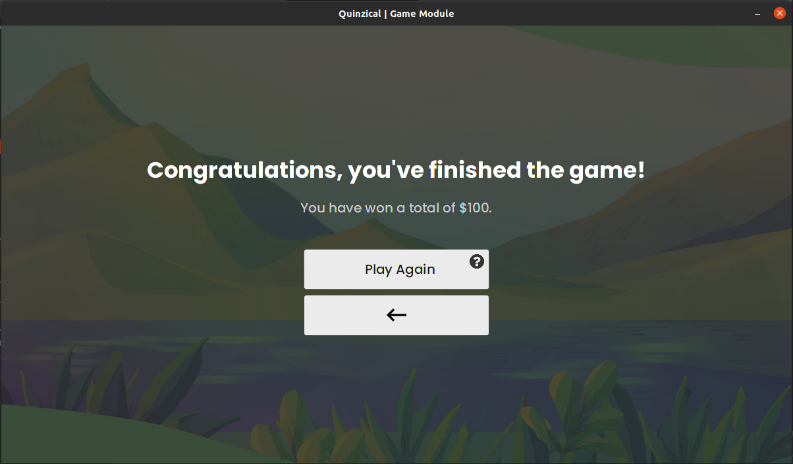 Quinzical | Game Module
Congratulations, you've finished the game!
You have won a total of $100.
Play Again
?